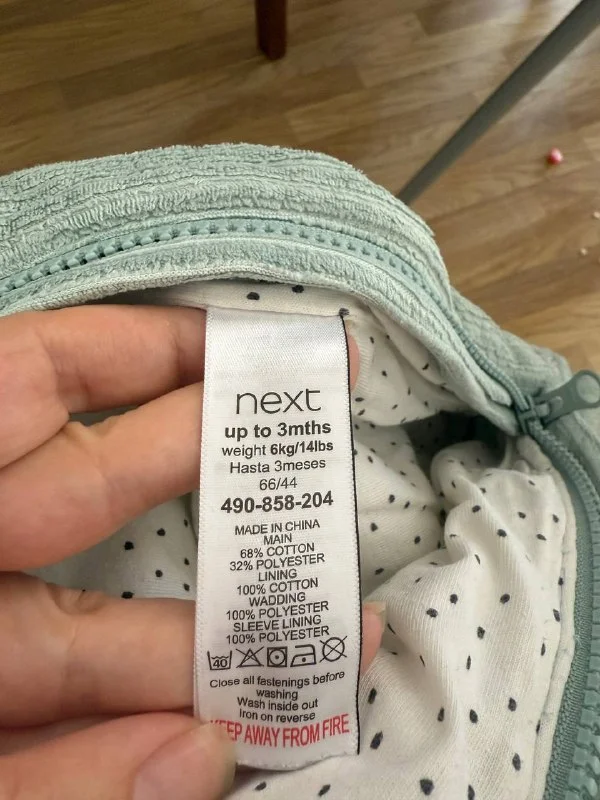 next
up to 3mths
weight 6kg/14lbs
Hasta 3meses
66/44
490-858-204
MADE IN CHINA
MAIN
68% COTTON
32% POLYESTER
LINING
100% COTTON
WADDING
100% POLYESTER
SLEEVE LINING
100% POLYESTER
40
Close all fastenings before
washing
Wash inside out
Iron on reverse
KEEP AWAY FROM FIRE